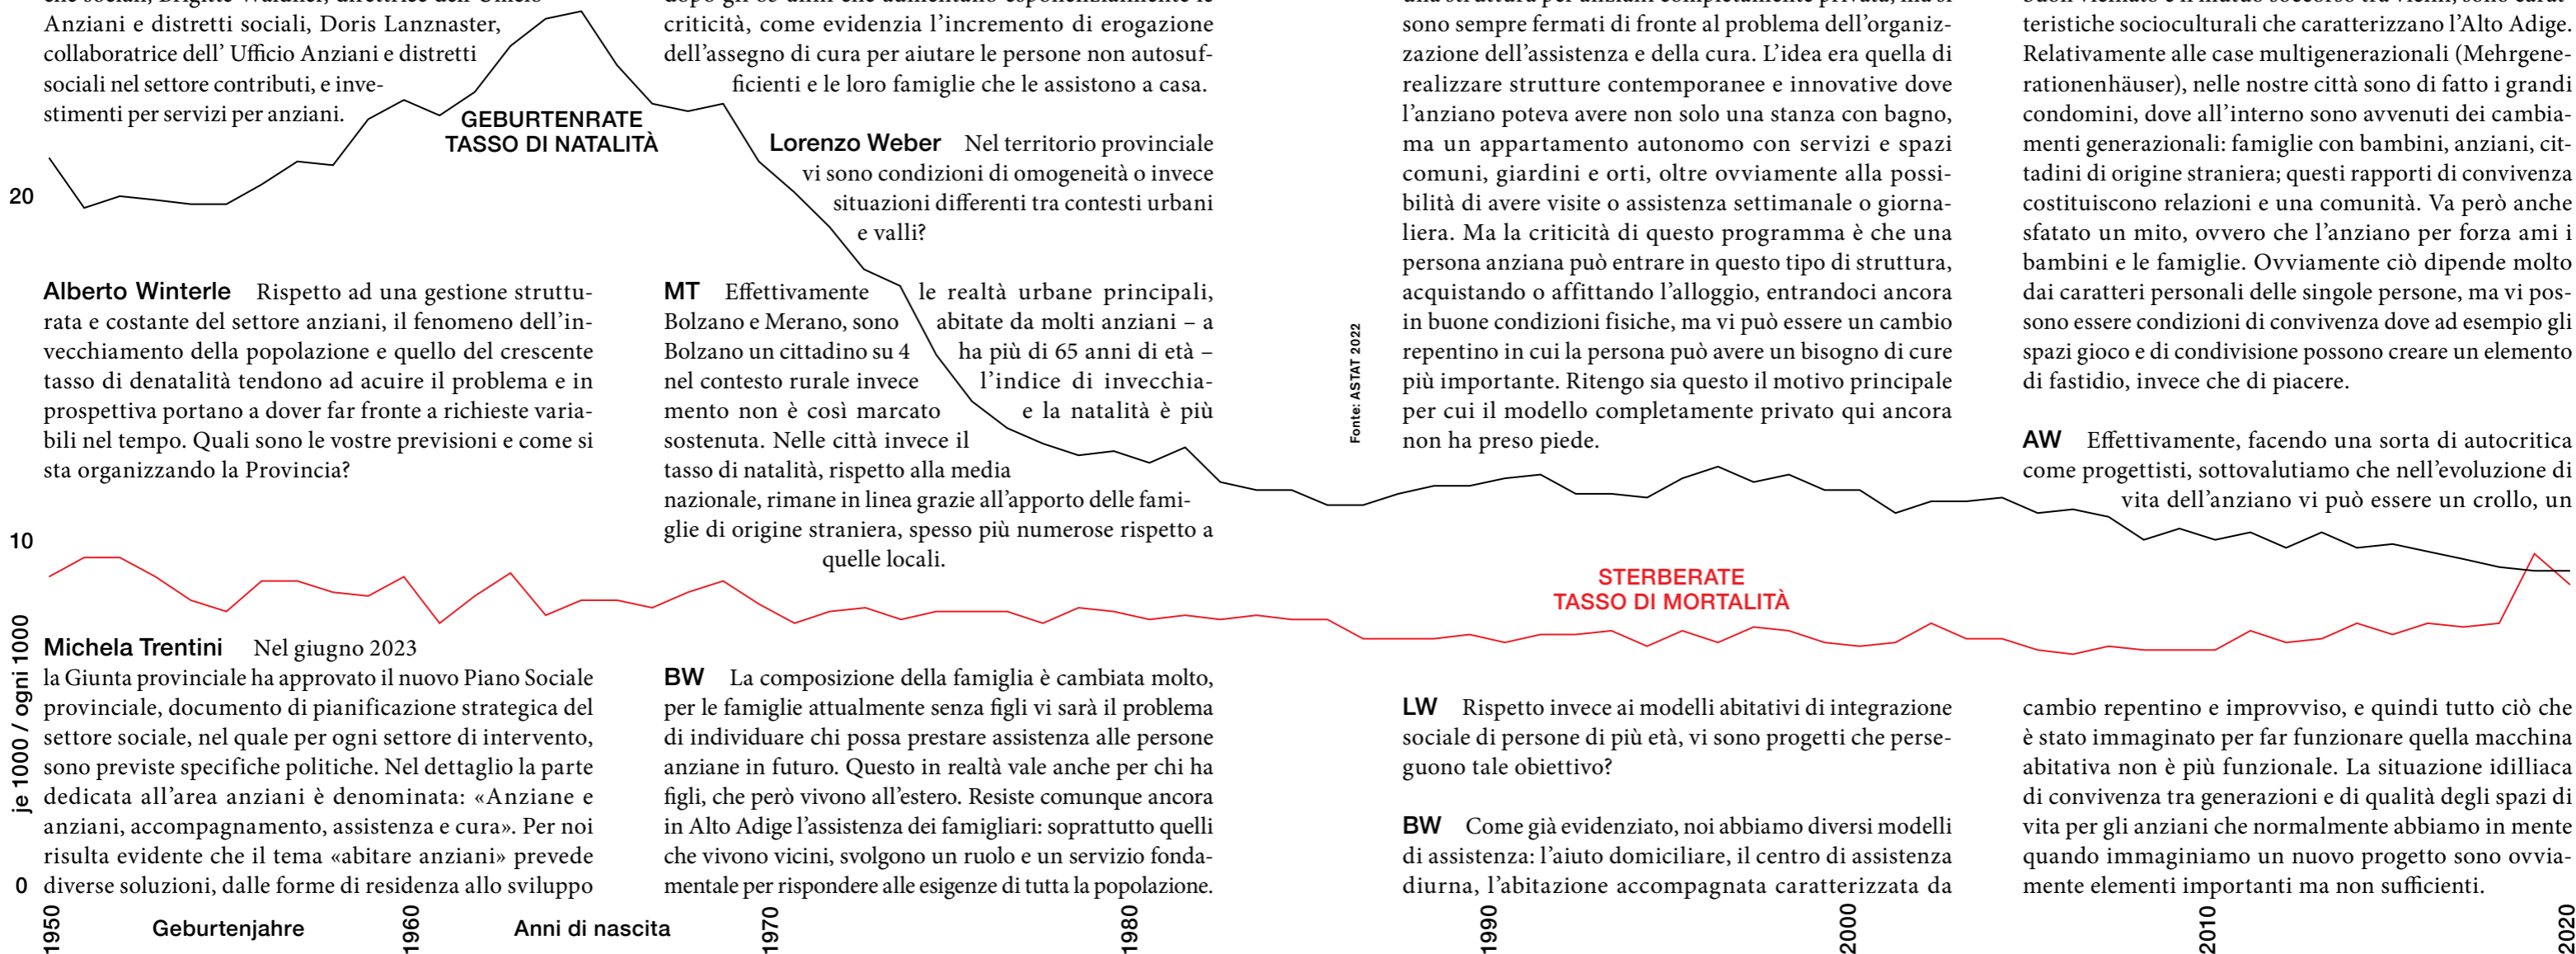 Anziani e distretti sociali, Doris Lanznaster,
collaboratrice dell’ Ufficio Anziani e distretti
sociali nel settore contributi, e inve-
stimenti per servizi per anziani.
GEBURTENRATE
TASSO DI NATALITÀ
20
Alberto Winterle Rispetto ad una gestione struttu-
rata e costante del settore anziani, il fenomeno dell’in-
vecchiamento della popolazione e quello del crescente
tasso di denatalità tendono ad acuire il problema e in
prospettiva portano a dover far fronte a richieste varia-
bili nel tempo. Quali sono le vostre previsioni e come si
sta organizzando la Provincia?
10
je 1000 / ogni 1000
Michela Trentini Nel giugno 2023
la Giunta provinciale ha approvato il nuovo Piano Sociale
provinciale, documento di pianificazione strategica del
settore sociale, nel quale per ogni settore di intervento,
sono previste specifiche politiche. Nel dettaglio la parte
dedicata all’area anziani è denominata: «Anziane e
anziani, accompagnamento, assistenza e cura». Per noi
risulta evidente che il tema «abitare anziani» prevede
0
diverse soluzioni, dalle forme di residenza allo sviluppo
dopo gli 85 anni che aumentano esponenzialmente le
criticità, come evidenzia l’incremento di erogazione
dell’assegno di cura per aiutare le persone non autosuf-
ficienti e le loro famiglie che le assistono a casa.
Lorenzo Weber Nel territorio provinciale
vi sono condizioni di omogeneità o invece
situazioni differenti tra contesti urbani
e valli?
MT Effettivamente le realtà urbane principali,
Bolzano e Merano, sono abitate da molti anziani – a
Bolzano un cittadino su 4 ha più di 65 anni di età –
nel contesto rurale invece l’indice di invecchia-
mento non è così marcato e la natalità è più
sostenuta. Nelle città invece il
tasso di natalità, rispetto alla media
nazionale, rimane in linea grazie all’apporto delle fami-
glie di origine straniera, spesso più numerose rispetto a
quelle locali.
BW La composizione della famiglia è cambiata molto,
per le famiglie attualmente senza figli vi sarà il problema
di individuare chi possa prestare assistenza alle persone
anziane in futuro. Questo in realtà vale anche per chi ha
figli, che però vivono all’estero. Resiste comunque ancora
in Alto Adige l’assistenza dei famigliari: soprattutto quelli
che vivono vicini, svolgono un ruolo e un servizio fonda-
mentale per rispondere alle esigenze di tutta la popolazione.
Fonte: ASTAT 2022
sono sempre fermati di fronte al problema dell’organiz-
zazione dell’assistenza e della cura. L’idea era quella di
realizzare strutture contemporanee e innovative dove
l’anziano poteva avere non solo una stanza con bagno,
ma un appartamento autonomo con servizi e spazi
comuni, giardini e orti, oltre ovviamente alla possi-
bilità di avere visite o assistenza settimanale o giorna-
liera. Ma la criticità di questo programma è che una
persona anziana può entrare in questo tipo di struttura,
acquistando o affittando l’alloggio, entrandoci ancora
in buone condizioni fisiche, ma vi può essere un cambio
repentino in cui la persona può avere un bisogno di cure
più importante. Ritengo sia questo il motivo principale
per cui il modello completamente privato qui ancora
non ha preso piede.
STERBERATE
TASSO DI MORTALITÀ
LW Rispetto invece ai modelli abitativi di integrazione
sociale di persone di più età, vi sono progetti che perse-
guono tale obiettivo?
BW Come già evidenziato, noi abbiamo diversi modelli
di assistenza: l’aiuto domiciliare, il centro di assistenza
diurna, l’abitazione accompagnata caratterizzata da
teristiche socioculturali che caratterizzano l’Alto Adige.
Relativamente alle case multigenerazionali (Mehrgene-
rationenhäuser), nelle nostre città sono di fatto i grandi
condomini, dove all’interno sono avvenuti dei cambia-
menti generazionali: famiglie con bambini, anziani, cit-
tadini di origine straniera; questi rapporti di convivenza
costituiscono relazioni e una comunità. Va però anche
sfatato un mito, ovvero che l’anziano per forza ami i
bambini e le famiglie. Ovviamente ciò dipende molto
dai caratteri personali delle singole persone, ma vi pos-
sono essere condizioni di convivenza dove ad esempio gli
spazi gioco e di condivisione possono creare un elemento
di fastidio, invece che di piacere.
AW Effettivamente, facendo una sorta di autocritica
come progettisti, sottovalutiamo che nell’evoluzione di
vita dell’anziano vi può essere un crollo, un
cambio repentino e improvviso, e quindi tutto ciò che
è stato immaginato per far funzionare quella macchina
abitativa non è più funzionale. La situazione idilliaca
di convivenza tra generazioni e di qualità degli spazi di
vita per gli anziani che normalmente abbiamo in mente
quando immaginiamo un nuovo progetto sono ovvia-
mente elementi importanti ma non sufficienti.
1950
Geburtenjahre
1960
Anni di nascita
1970
1980
1990
2000
2010
2020